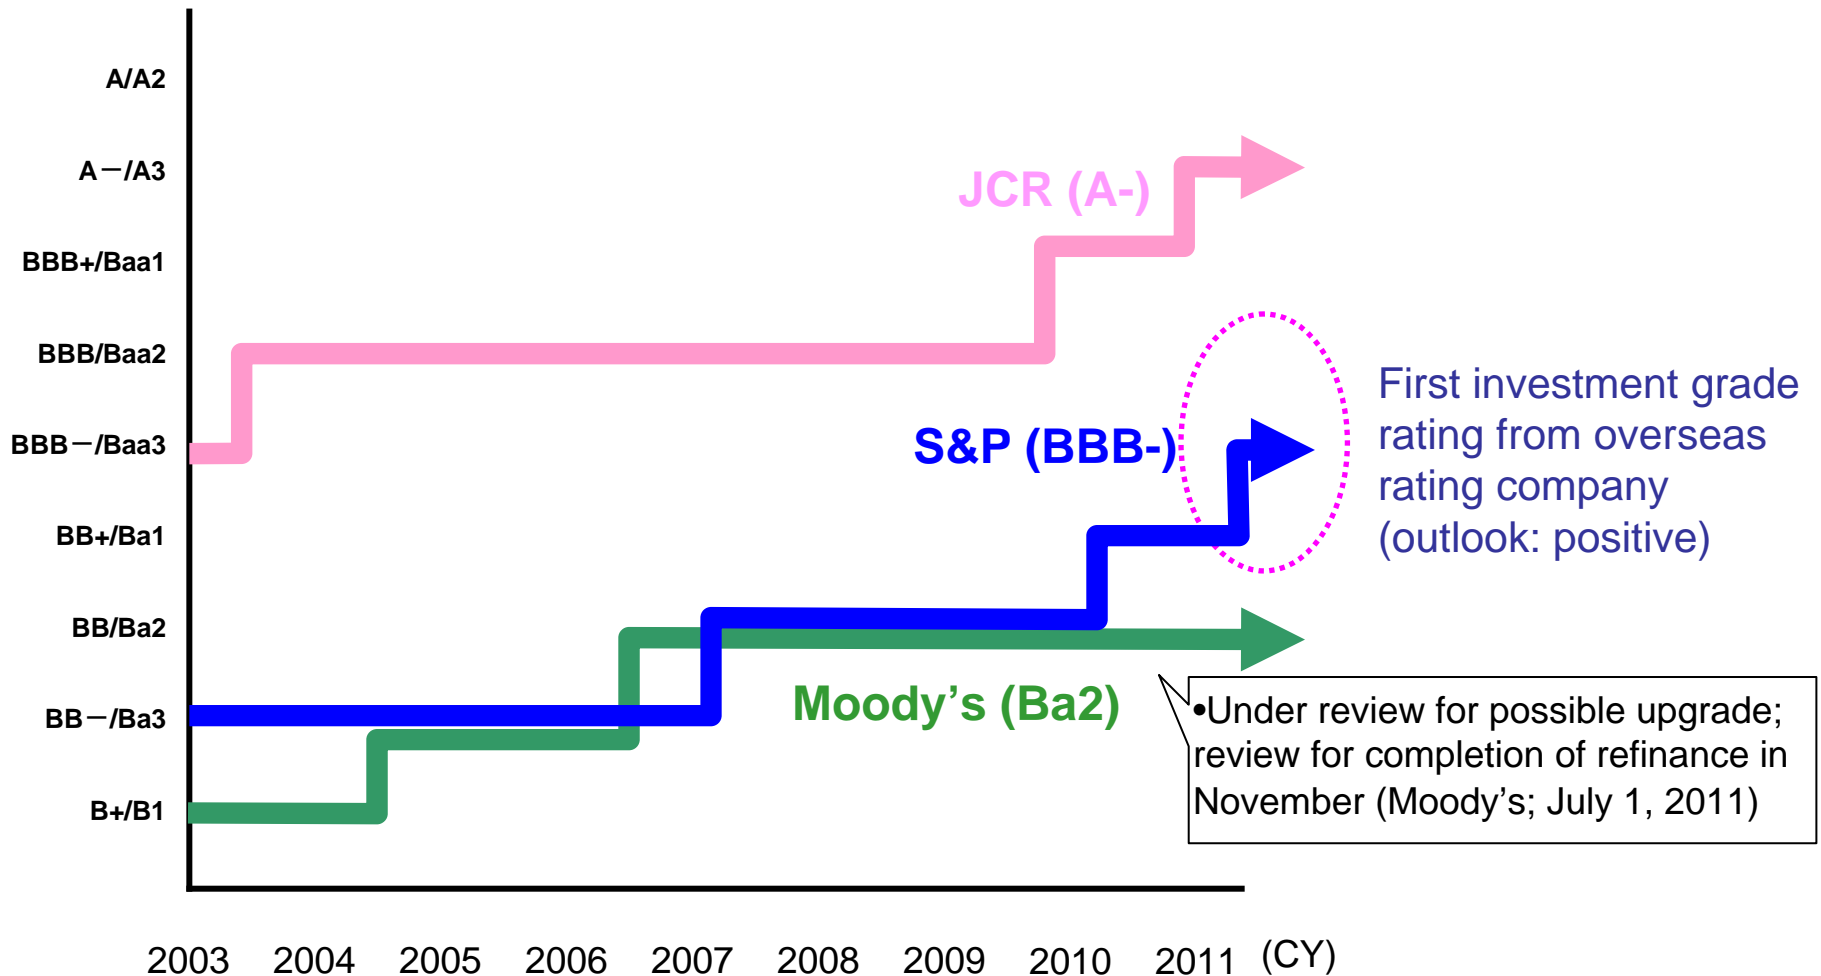 A/A2
A－/A3
JCR (A-)
BBB+/Baa1
BBB/Baa2
First investment grade
rating from overseas
rating company
(outlook: positive)
BBB－/Baa3
S&P (BBB-)
BB+/Ba1
BB/Ba2
Moody’s (Ba2)
BB－/Ba3
•Under review for possible upgrade;
review for completion of refinance in
November (Moody’s; July 1, 2011)
B+/B1
2003 2004 2005 2006 2007 2008 2009 2010 2011 (CY)